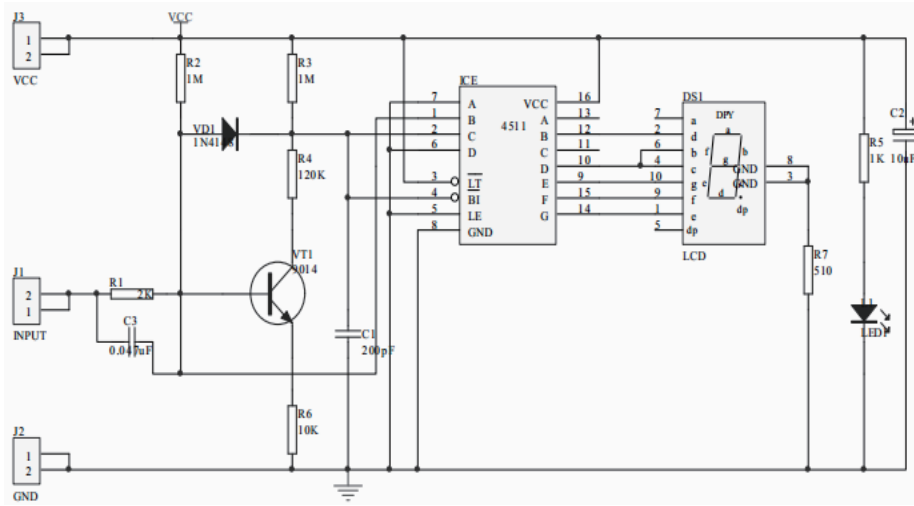 J3
1
2
VCC
VCC
R2
1M
R3
1M
VD1
1N4148
R4
120K
VT1
9014
J1
2
1
INPUT
R1
2K
C3
0.047uF
C1
200pF
R6
10K
J2
1
2
GND
ICE
4511
7 A
1 B
2 C
6 D
3 LT
4 BI
5 LE
8 GND
VCC 16
A 13
B 12
C 11
D 10
E 9
F 15
G 14
DS1
DPY
7 a
2 d
6 b
4 c
10 g
9 f
1 e
5 dp
a
f
b
g
e
d
dp
GND 8
GND 3
LCD
R7
510
R5
1K
C2
10uF
L1
LED1